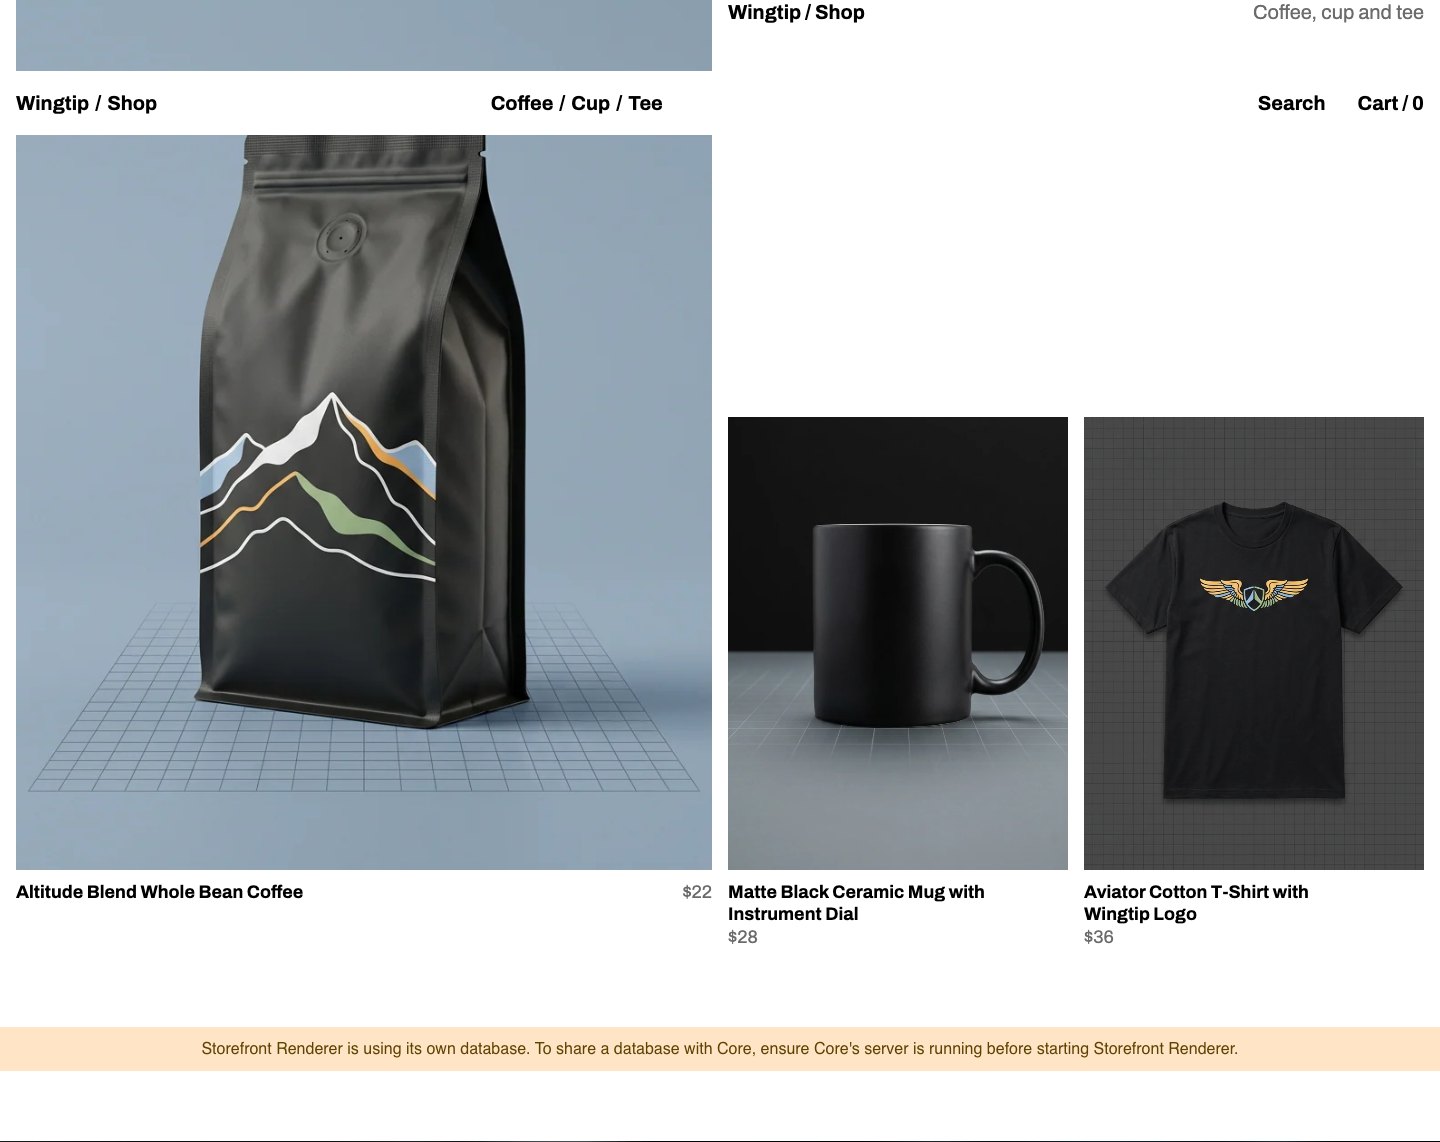 Wingtip / Shop
Coffee, cup and tee
Wingtip / Shop
Coffee / Cup / Tee
Search
Cart / 0
Altitude Blend Whole Bean Coffee
$22
Matte Black Ceramic Mug with
Instrument Dial
$28
Aviator Cotton T-Shirt with
Wingtip Logo
$36
Storefront Renderer is using its own database. To share a database with Core, ensure Core's server is running before starting Storefront Renderer.